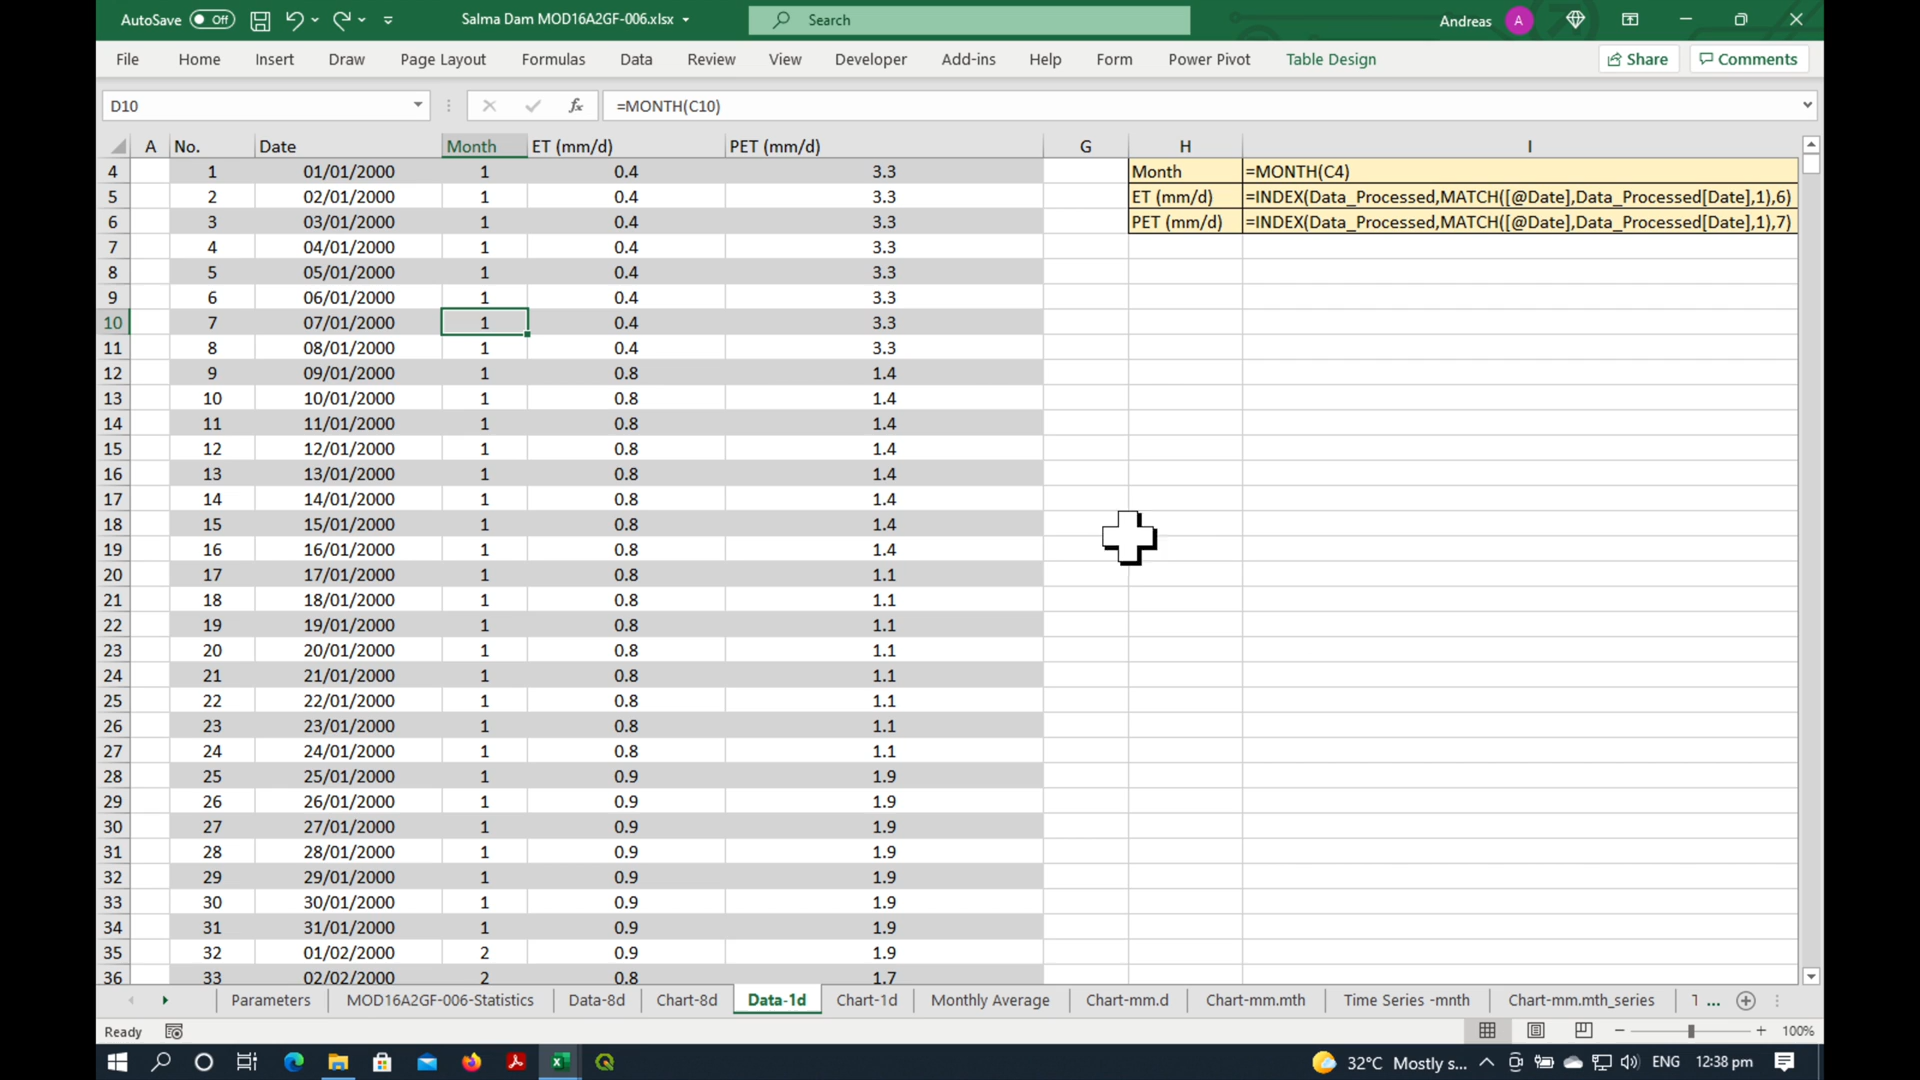 AutoSave Off Salma Dam MOD16A2GF-006.xlsx Search Andreas A
File Home Insert Draw Page Layout Formulas Data Review View Developer Add-ins Help Form Power Pivot Table Design Share Comments
D10 fx =MONTH(C10)
A No. Date Month ET (mm/d) PET (mm/d) G H I
4 1 01/01/2000 1 0.4 3.3 Month =MONTH(C4)
5 2 02/01/2000 1 0.4 3.3 ET (mm/d) =INDEX(Data_Processed,MATCH([@Date],Data_Processed[Date],1),6)
6 3 03/01/2000 1 0.4 3.3 PET (mm/d) =INDEX(Data_Processed,MATCH([@Date],Data_Processed[Date],1),7)
7 4 04/01/2000 1 0.4 3.3
8 5 05/01/2000 1 0.4 3.3
9 6 06/01/2000 1 0.4 3.3
10 7 07/01/2000 1 0.4 3.3
11 8 08/01/2000 1 0.4 3.3
12 9 09/01/2000 1 0.8 1.4
13 10 10/01/2000 1 0.8 1.4
14 11 11/01/2000 1 0.8 1.4
15 12 12/01/2000 1 0.8 1.4
16 13 13/01/2000 1 0.8 1.4
17 14 14/01/2000 1 0.8 1.4
18 15 15/01/2000 1 0.8 1.4
19 16 16/01/2000 1 0.8 1.4
20 17 17/01/2000 1 0.8 1.1
21 18 18/01/2000 1 0.8 1.1
22 19 19/01/2000 1 0.8 1.1
23 20 20/01/2000 1 0.8 1.1
24 21 21/01/2000 1 0.8 1.1
25 22 22/01/2000 1 0.8 1.1
26 23 23/01/2000 1 0.8 1.1
27 24 24/01/2000 1 0.8 1.1
28 25 25/01/2000 1 0.9 1.9
29 26 26/01/2000 1 0.9 1.9
30 27 27/01/2000 1 0.9 1.9
31 28 28/01/2000 1 0.9 1.9
32 29 29/01/2000 1 0.9 1.9
33 30 30/01/2000 1 0.9 1.9
34 31 31/01/2000 1 0.9 1.9
35 32 01/02/2000 2 0.9 1.9
36 33 02/02/2000 2 0.8 1.7
Parameters MOD16A2GF-006-Statistics Data-8d Chart-8d Data-1d Chart-1d Monthly Average Chart-mm.d Chart-mm.mth Time Series -mnth Chart-mm.mth_series T ...
Ready 100%
32°C Mostly s... ENG 12:38 pm